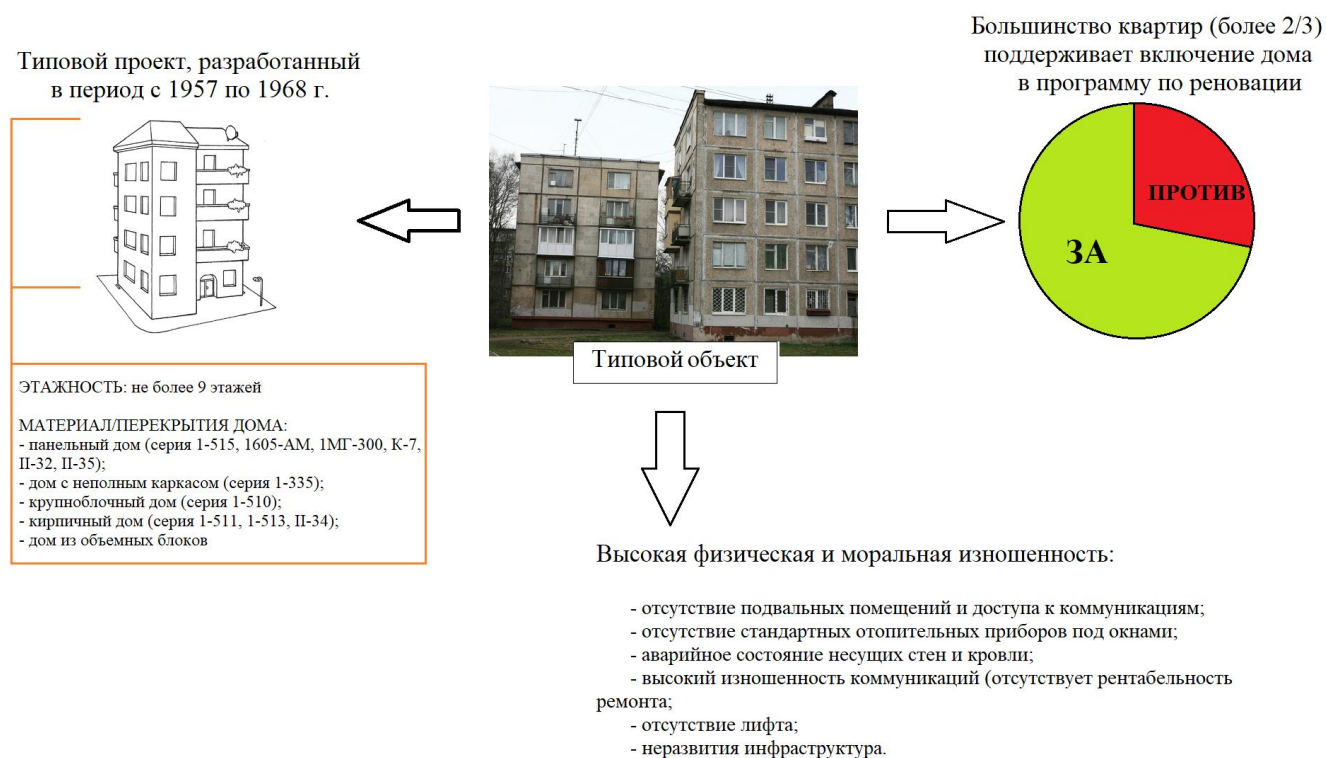 Типовой проект, разработанный
в период с 1957 по 1968 г.
ЭТАЖНОСТЬ: не более 9 этажей
МАТЕРИАЛ/ПЕРЕКРЫТИЯ ДОМА:
- панельный дом (серия 1-515, 1605-АМ, 1МГ-300, К-7,
II-32, II-35);
- дом с неполным каркасом (серия 1-335);
- крупноблочный дом (серия 1-510);
- кирпичный дом (серия 1-511, 1-513, II-34);
- дом из объемных блоков
Типовой объект
Большинство квартир (более 2/3)
поддерживает включение дома
в программу по реновации
ПРОТИВ
ЗА
Высокая физическая и моральная изношенность:
- отсутствие подвальных помещений и доступа к коммуникациям;
- отсутствие стандартных отопительных приборов под окнами;
- аварийное состояние несущих стен и кровли;
- высокий изношенность коммуникаций (отсутствует рентабельность
ремонта;
- отсутствие лифта;
- неразвития инфраструктура.